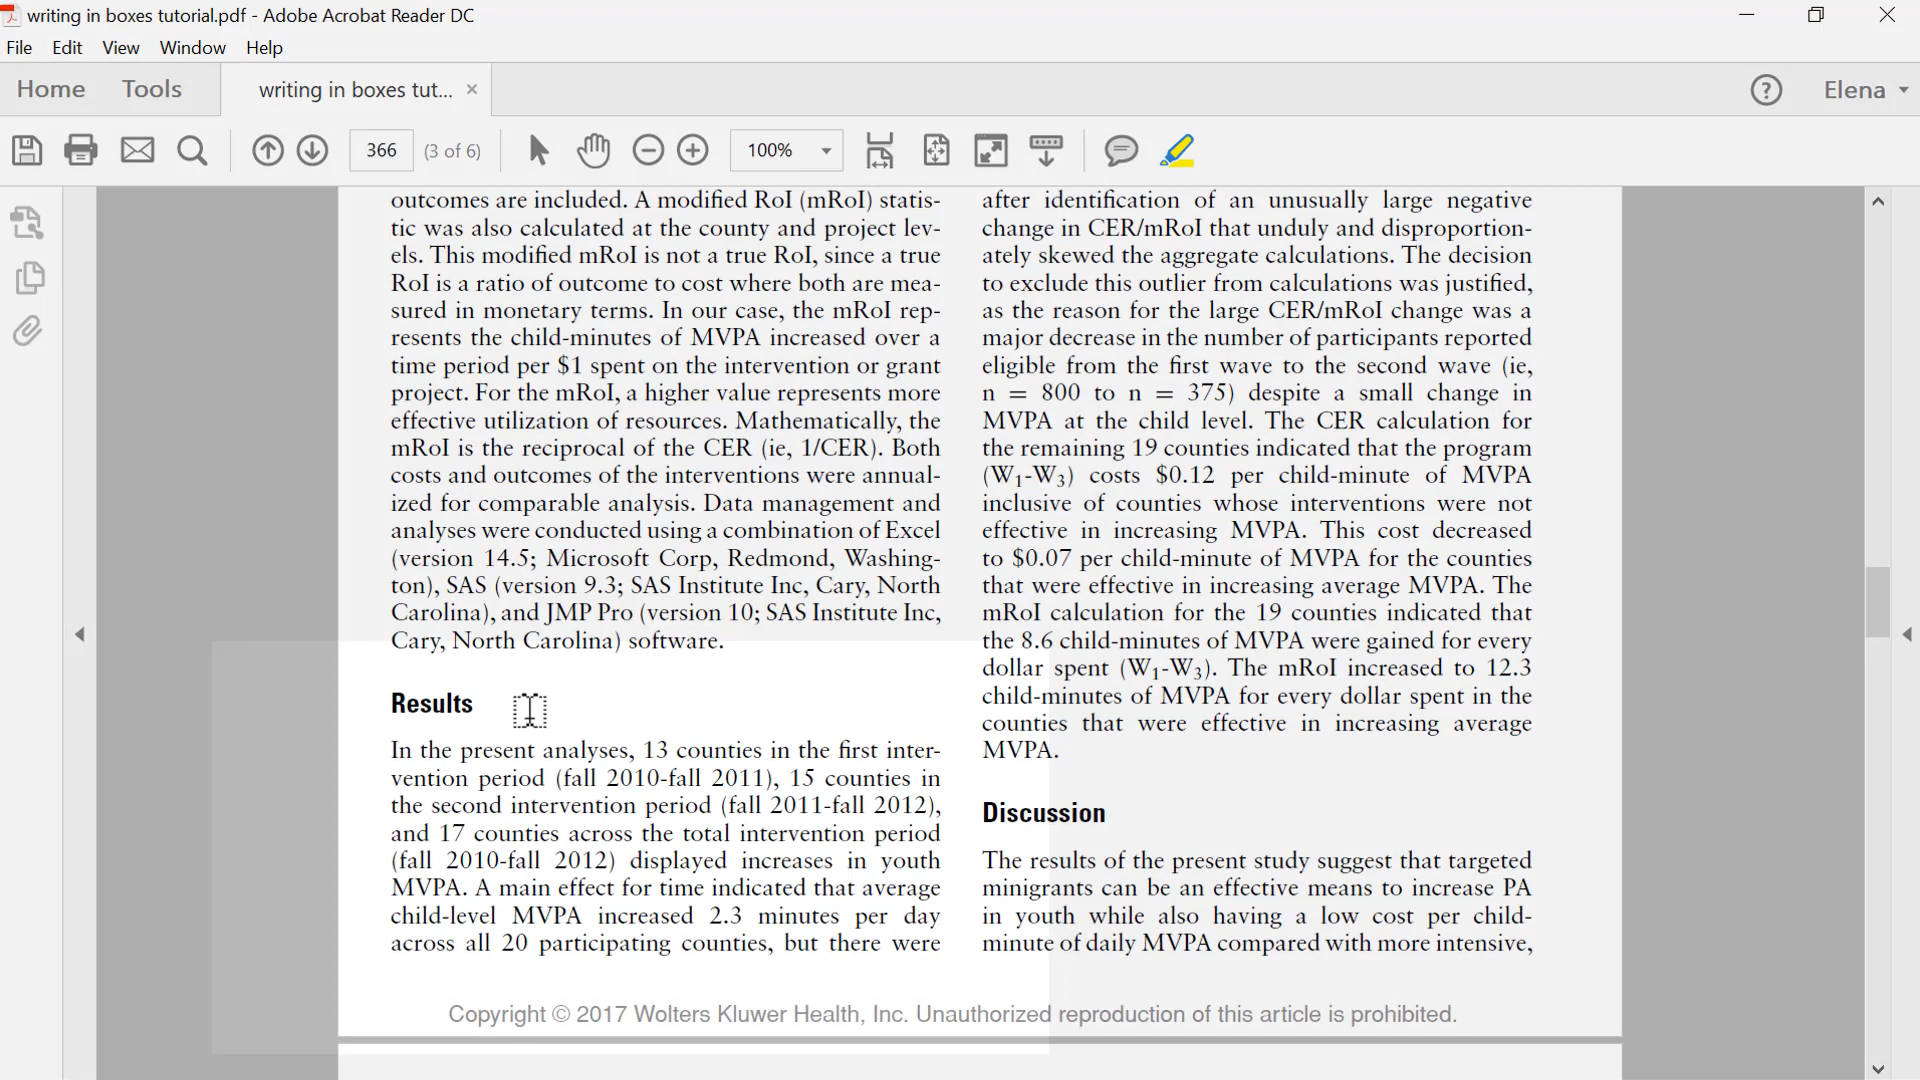 writing in boxes tutorial.pdf - Adobe Acrobat Reader DC
File Edit View Window Help
Home Tools writing in boxes tut... × ? Elena
366 (3 of 6) 100%
outcomes are included. A modified RoI (mRoI) statis-
tic was also calculated at the county and project lev-
els. This modified mRoI is not a true RoI, since a true
RoI is a ratio of outcome to cost where both are mea-
sured in monetary terms. In our case, the mRoI rep-
resents the child-minutes of MVPA increased over a
time period per $1 spent on the intervention or grant
project. For the mRoI, a higher value represents more
effective utilization of resources. Mathematically, the
mRoI is the reciprocal of the CER (ie, 1/CER). Both
costs and outcomes of the interventions were annual-
ized for comparable analysis. Data management and
analyses were conducted using a combination of Excel
(version 14.5; Microsoft Corp, Redmond, Washing-
ton), SAS (version 9.3; SAS Institute Inc, Cary, North
Carolina), and JMP Pro (version 10; SAS Institute Inc,
Cary, North Carolina) software.
Results
In the present analyses, 13 counties in the first inter-
vention period (fall 2010-fall 2011), 15 counties in
the second intervention period (fall 2011-fall 2012),
and 17 counties across the total intervention period
(fall 2010-fall 2012) displayed increases in youth
MVPA. A main effect for time indicated that average
child-level MVPA increased 2.3 minutes per day
across all 20 participating counties, but there were
after identification of an unusually large negative
change in CER/mRoI that unduly and disproportion-
ately skewed the aggregate calculations. The decision
to exclude this outlier from calculations was justified,
as the reason for the large CER/mRoI change was a
major decrease in the number of participants reported
eligible from the first wave to the second wave (ie,
n = 800 to n = 375) despite a small change in
MVPA at the child level. The CER calculation for
the remaining 19 counties indicated that the program
(W₁-W₃) costs $0.12 per child-minute of MVPA
inclusive of counties whose interventions were not
effective in increasing MVPA. This cost decreased
to $0.07 per child-minute of MVPA for the counties
that were effective in increasing average MVPA. The
mRoI calculation for the 19 counties indicated that
the 8.6 child-minutes of MVPA were gained for every
dollar spent (W₁-W₃). The mRoI increased to 12.3
child-minutes of MVPA for every dollar spent in the
counties that were effective in increasing average
MVPA.
Discussion
The results of the present study suggest that targeted
minigrants can be an effective means to increase PA
in youth while also having a low cost per child-
minute of daily MVPA compared with more intensive,
Copyright © 2017 Wolters Kluwer Health, Inc. Unauthorized reproduction of this article is prohibited.